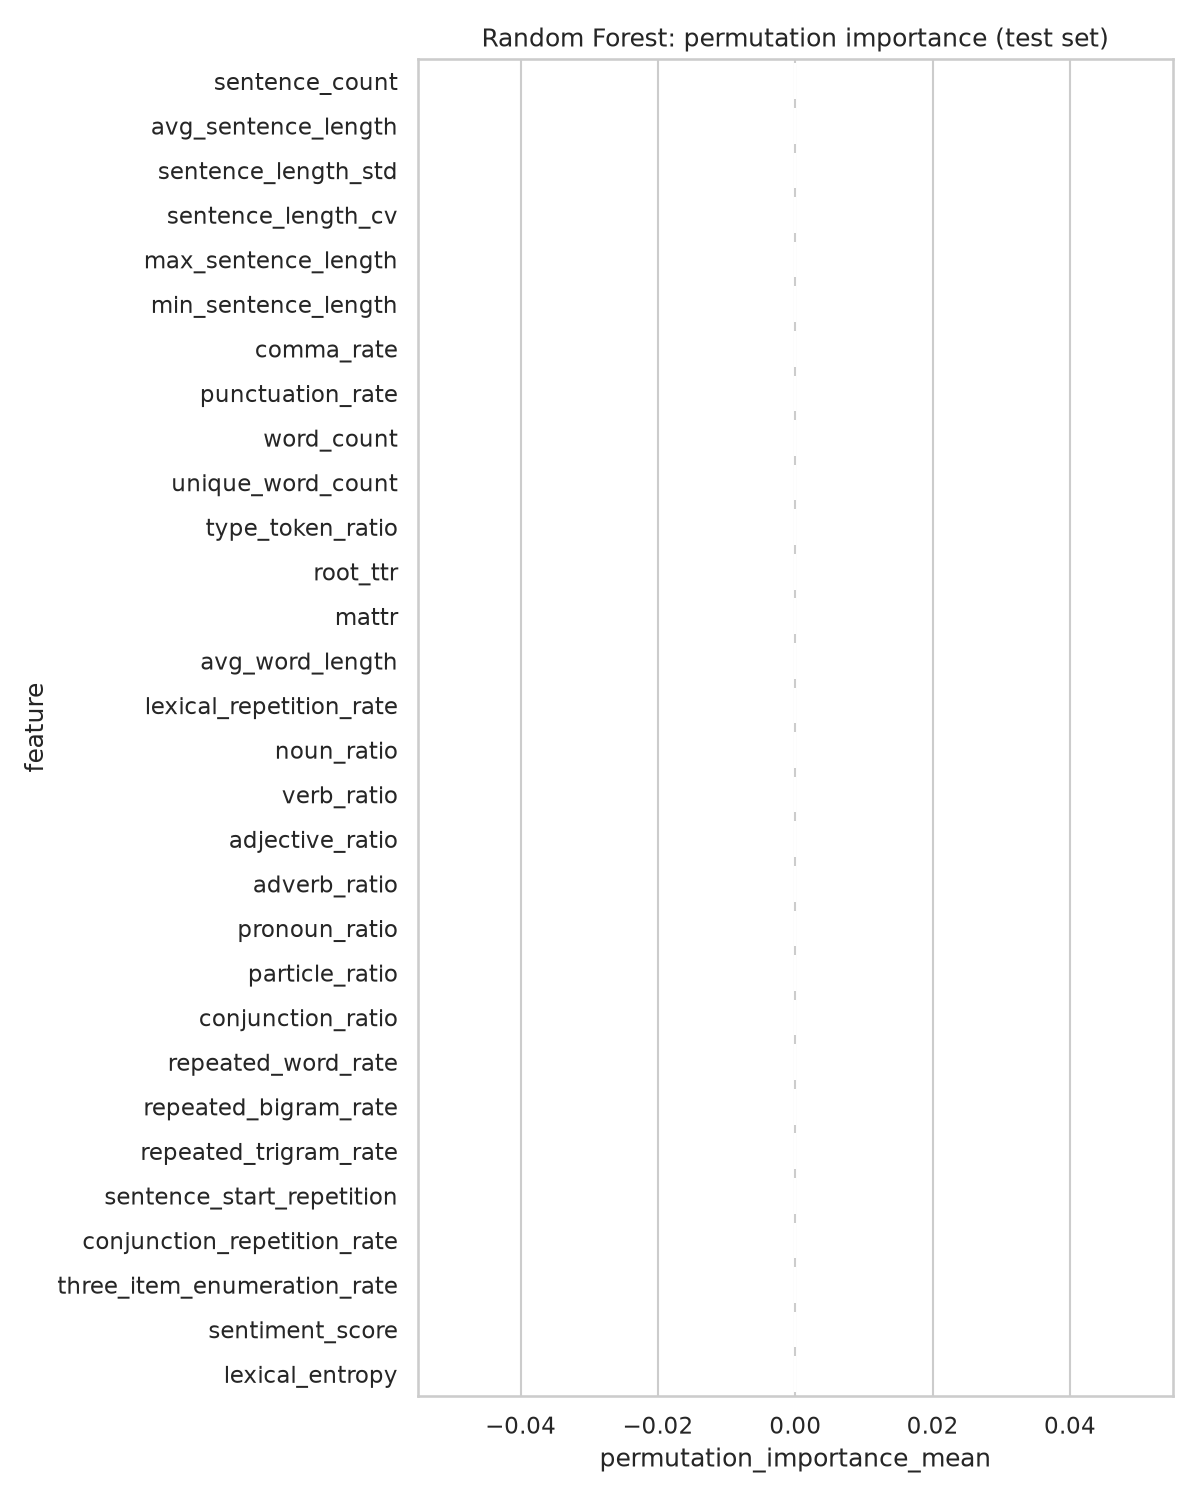 Random Forest: permutation importance (test set)
sentence_count
avg_sentence_length
sentence_length_std
sentence_length_cv
max_sentence_length
min_sentence_length
comma_rate
punctuation_rate
word_count
unique_word_count
type_token_ratio
root_ttr
mattr
avg_word_length
lexical_repetition_rate
noun_ratio
verb_ratio
adjective_ratio
adverb_ratio
pronoun_ratio
particle_ratio
conjunction_ratio
repeated_word_rate
repeated_bigram_rate
repeated_trigram_rate
sentence_start_repetition
conjunction_repetition_rate
three_item_enumeration_rate
sentiment_score
lexical_entropy
feature
−0.04 −0.02 0.00 0.02 0.04
permutation_importance_mean